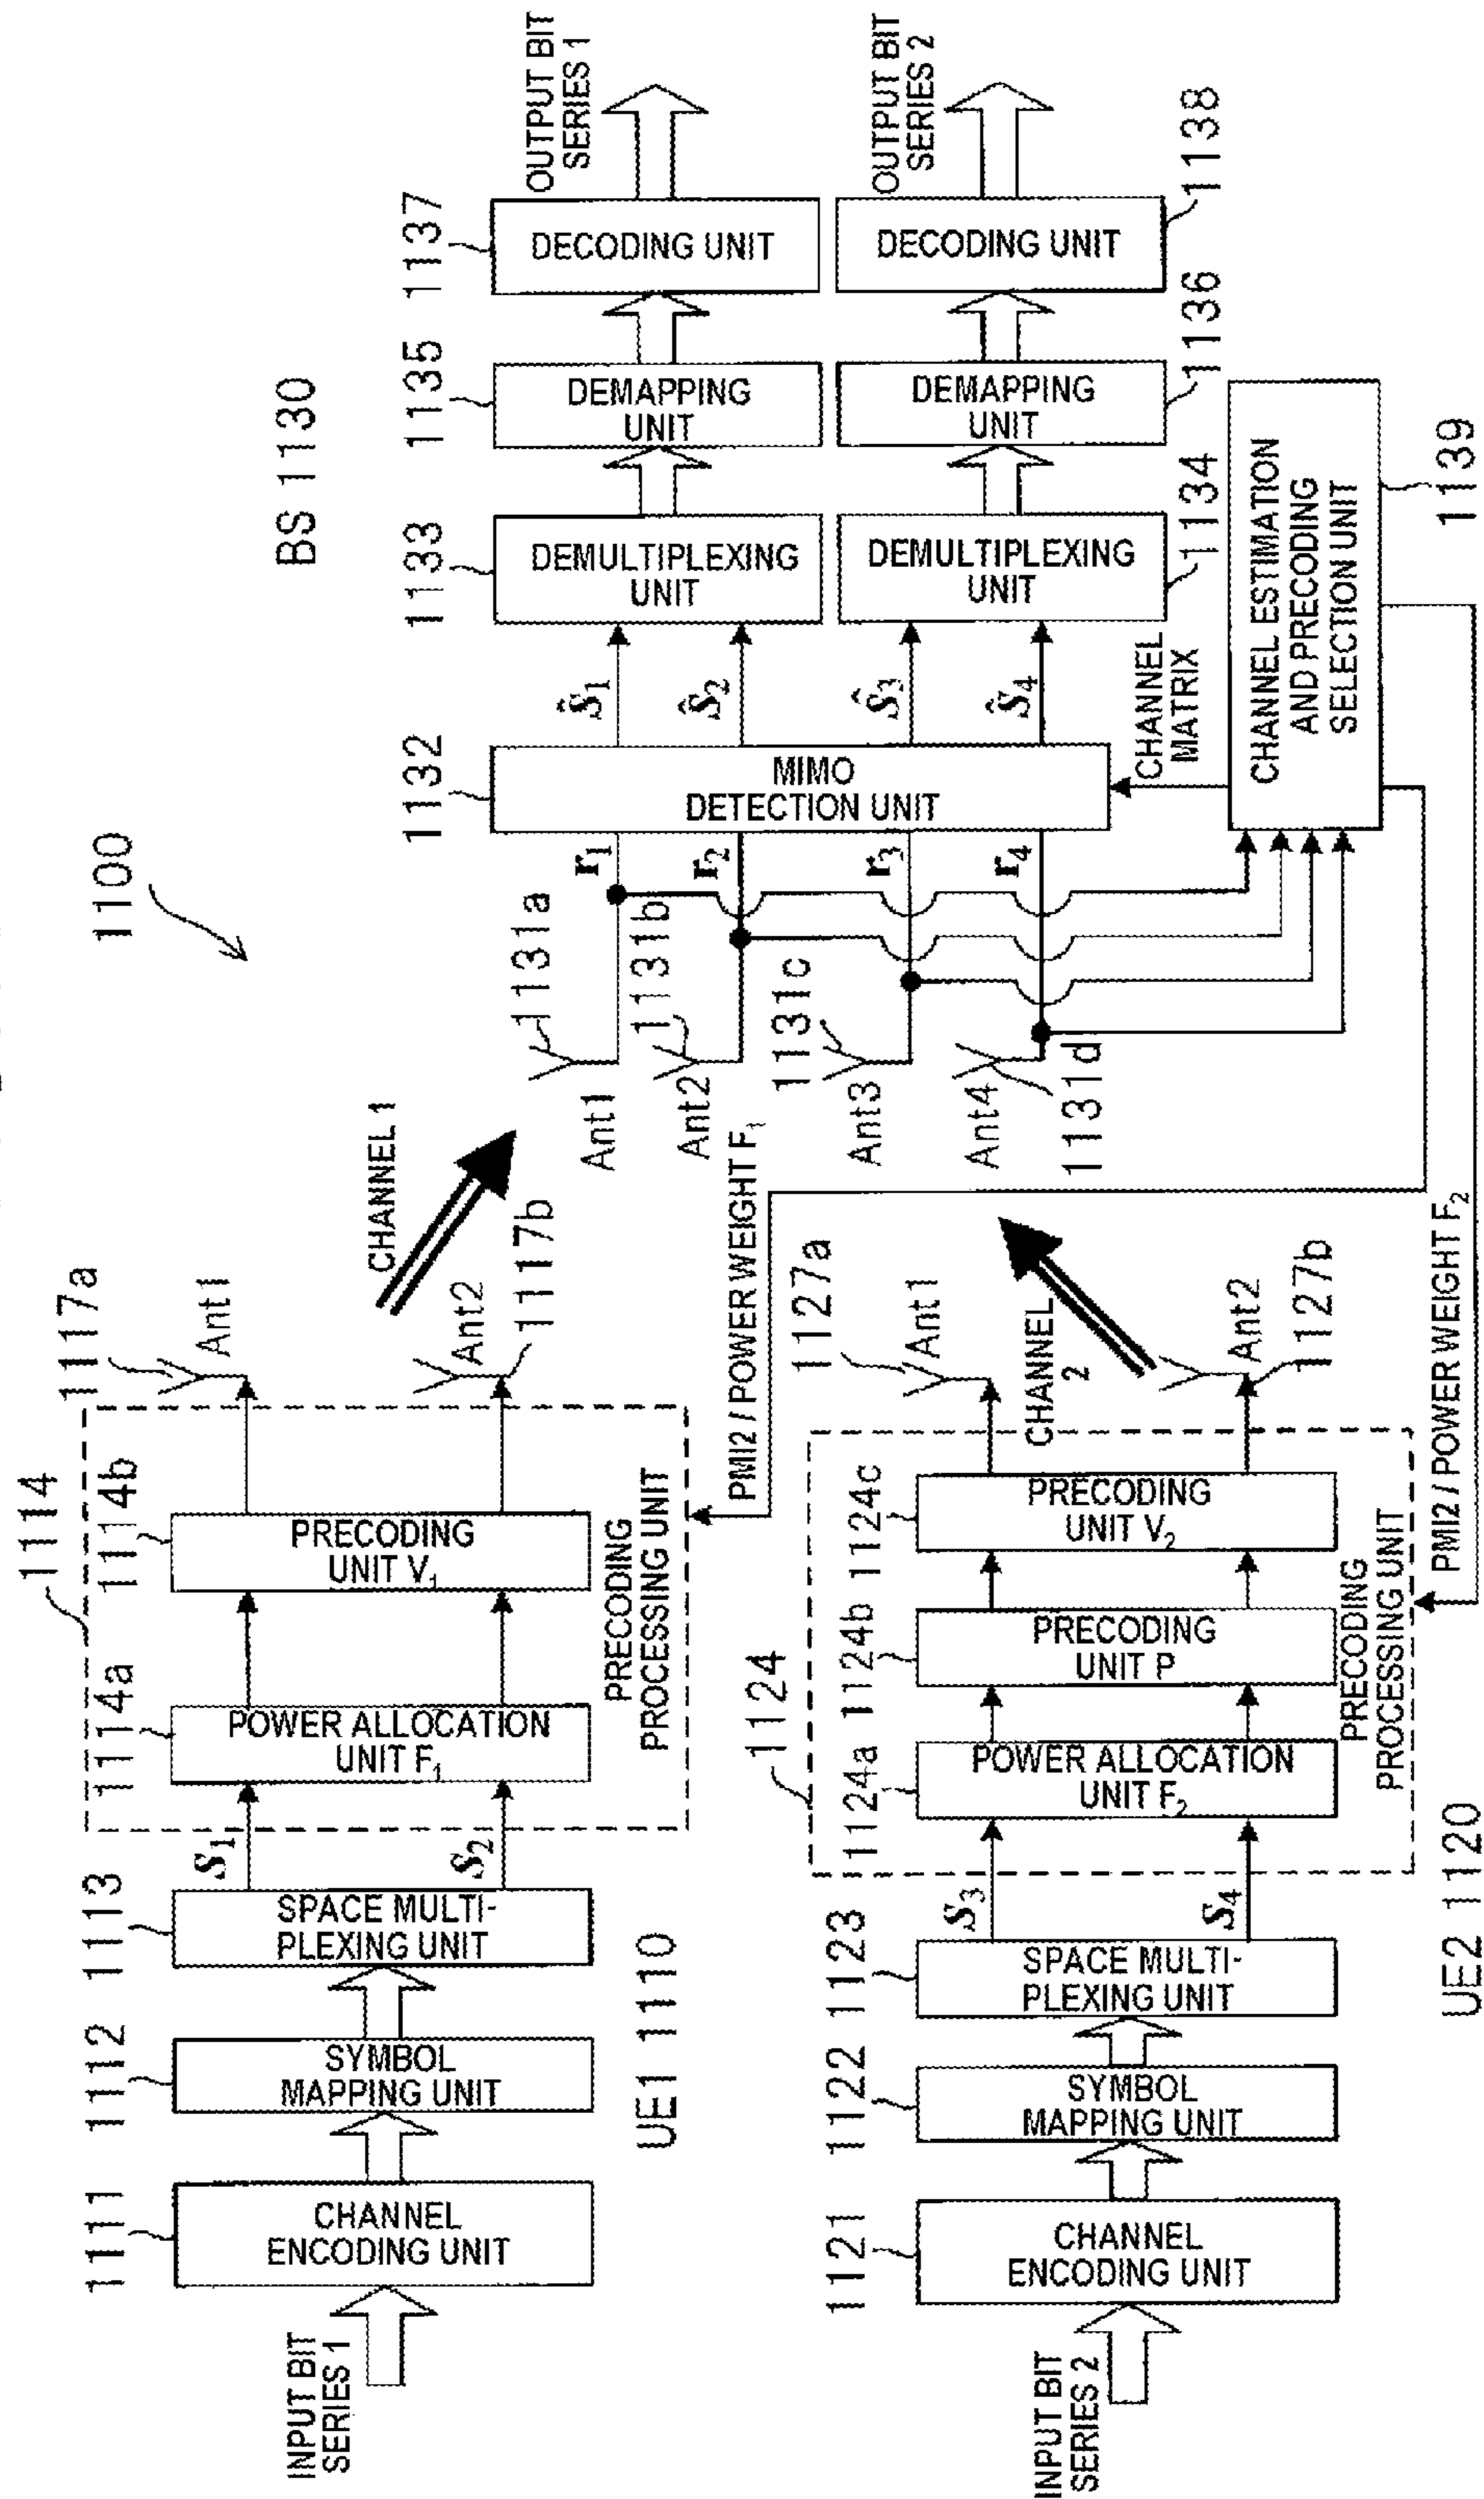 1100
INPUT BIT
SERIES 1
1111
CHANNEL
ENCODING UNIT
1112
SYMBOL
MAPPING UNIT
1113
SPACE MULTI-
PLEXING UNIT
S1
S2
1114
1114a
POWER ALLOCATION
UNIT F1
1114b
PRECODING
UNIT V1
PRECODING
PROCESSING UNIT
1117a
Ant1
Ant2
1117b
UE1 1110
CHANNEL 1
PMI2 / POWER WEIGHT F1
INPUT BIT
SERIES 2
1121
CHANNEL
ENCODING UNIT
1122
SYMBOL
MAPPING UNIT
1123
SPACE MULTI-
PLEXING UNIT
S3
S4
1124
1124a
POWER ALLOCATION
UNIT F2
1124b
PRECODING
UNIT P
1124c
PRECODING
UNIT V2
PRECODING
PROCESSING UNIT
1127a
Ant1
Ant2
1127b
UE2 1120
CHANNEL
2
PMI2 / POWER WEIGHT F2
BS 1130
Ant1
1131a
Ant2
1131b
Ant3
1131c
Ant4
1131d
r1
r2
r3
r4
1132
MIMO
DETECTION UNIT
CHANNEL
MATRIX
Ŝ1
Ŝ2
Ŝ3
Ŝ4
1133
DEMULTIPLEXING
UNIT
1134
DEMULTIPLEXING
UNIT
1135
DEMAPPING
UNIT
1136
DEMAPPING
UNIT
1137
DECODING UNIT
1138
DECODING UNIT
OUTPUT BIT
SERIES 1
OUTPUT BIT
SERIES 2
CHANNEL ESTIMATION
AND PRECODING
SELECTION UNIT
1139